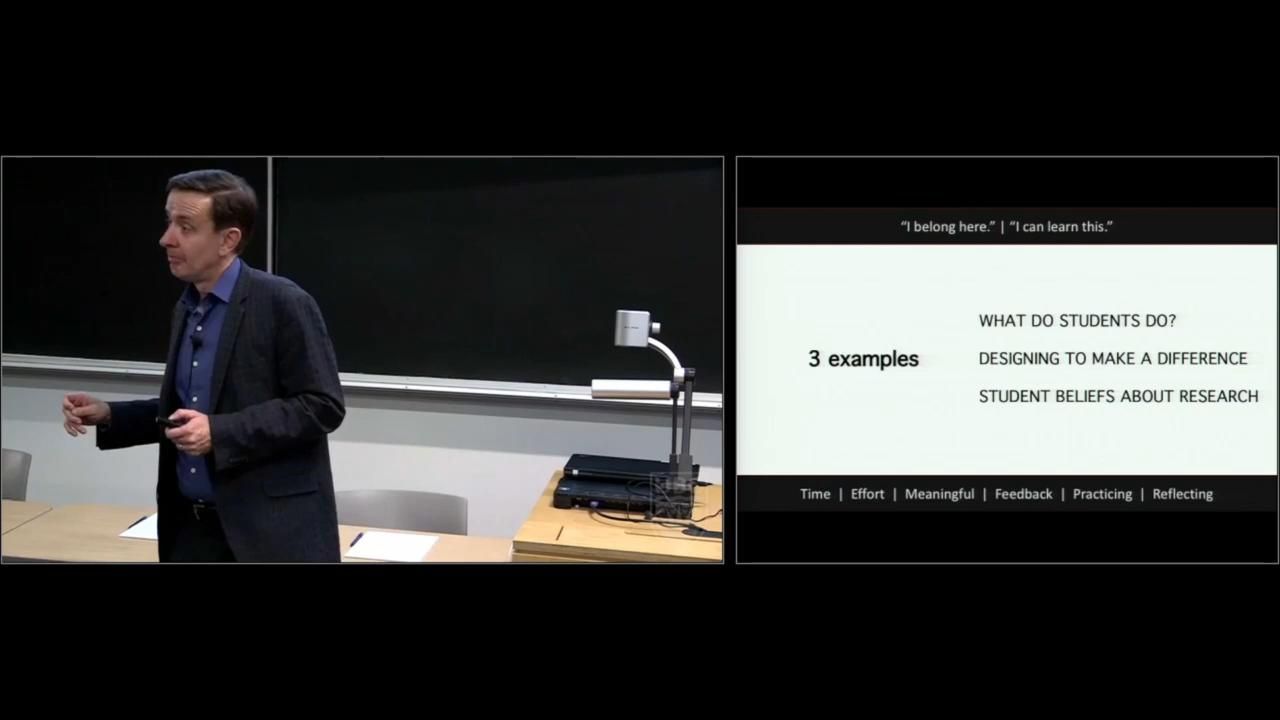 “I belong here.” | “I can learn this.”
3 examples
WHAT DO STUDENTS DO?
DESIGNING TO MAKE A DIFFERENCE
STUDENT BELIEFS ABOUT RESEARCH
Time | Effort | Meaningful | Feedback | Practicing | Reflecting